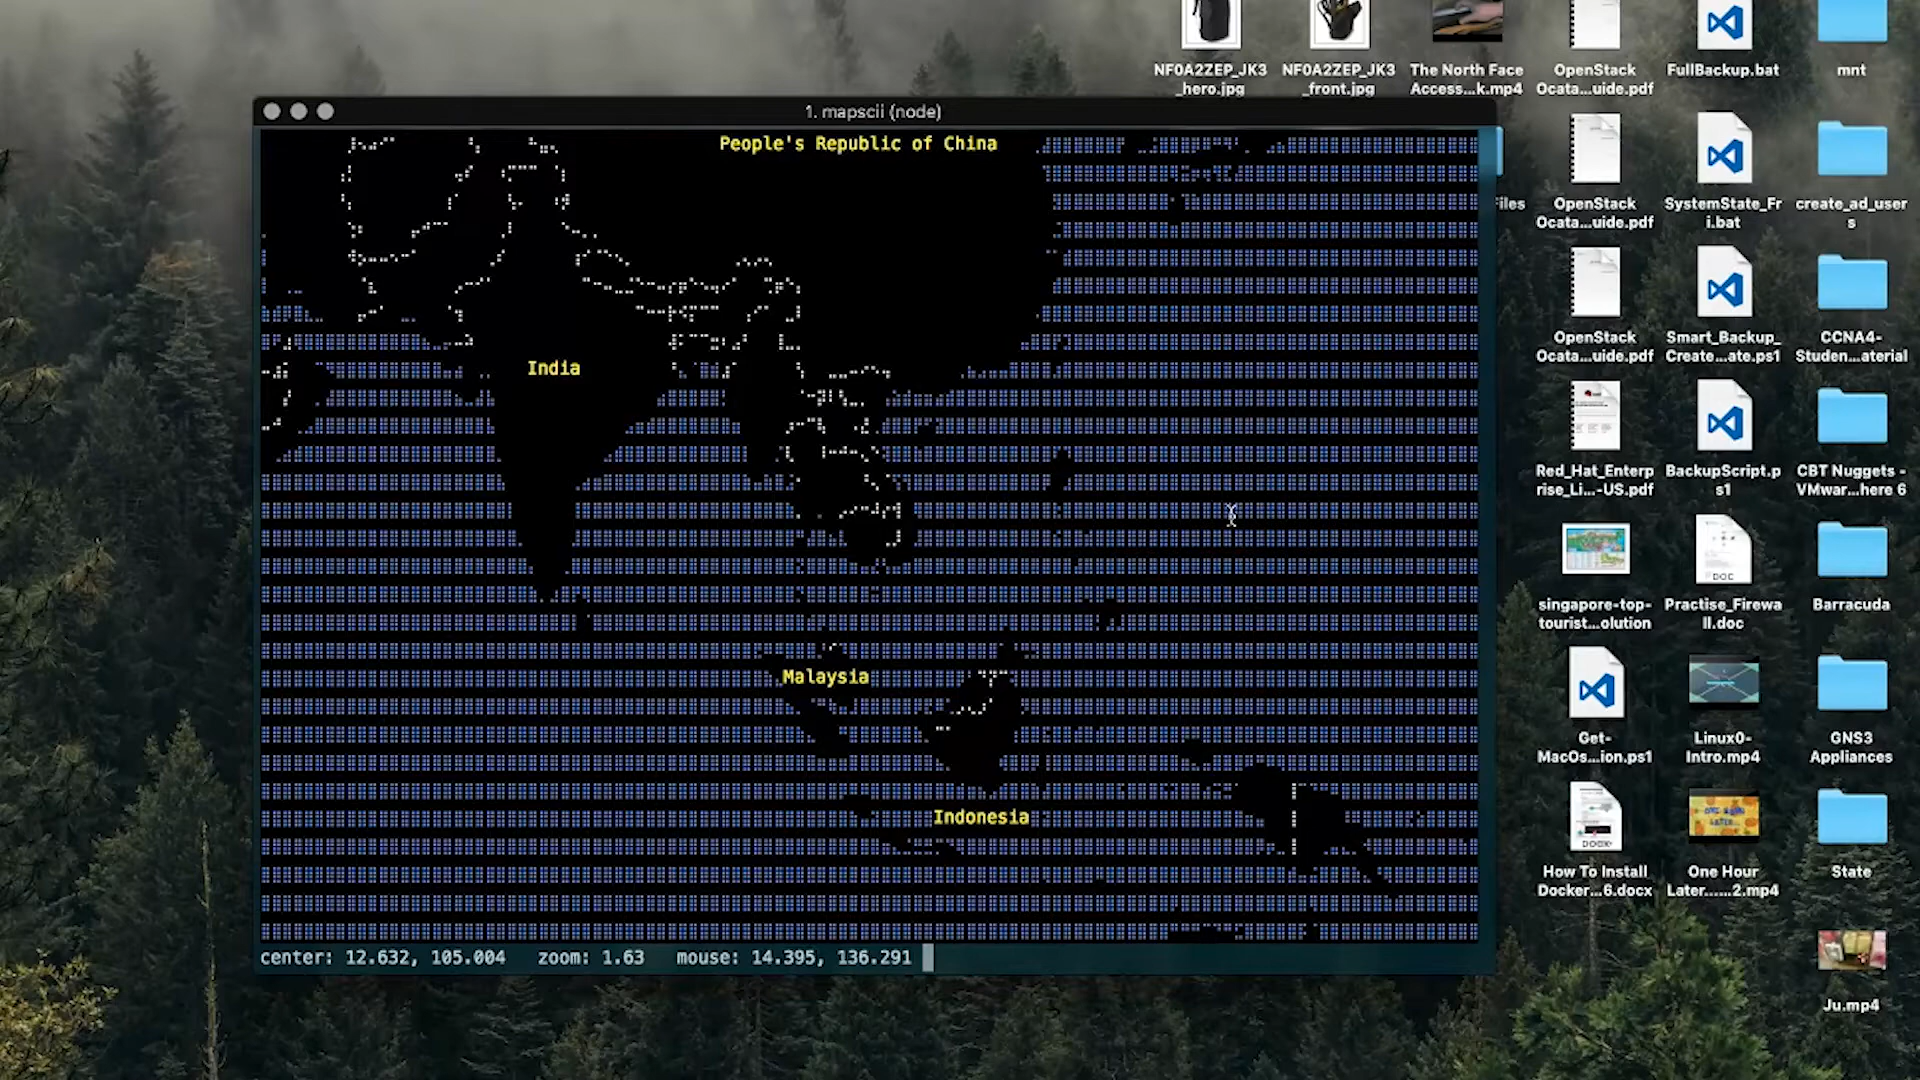 NF0A2ZEP_JK3
_hero.jpg
NF0A2ZEP_JK3
_front.jpg
The North Face
Access...k.mp4
OpenStack
Ocata...uide.pdf
FullBackup.bat
mnt
1. mapscii (node)
People's Republic of China
India
Malaysia
Indonesia
center: 12.632, 105.004 zoom: 1.63 mouse: 14.395, 136.291
Files
OpenStack
Ocata...uide.pdf
SystemState_Fr
i.bat
create_ad_user
s
OpenStack
Ocata...uide.pdf
Smart_Backup_
Create...ate.ps1
CCNA4-
Studen...aterial
Red_Hat_Enterp
rise_Li...-US.pdf
BackupScript.p
s1
CBT Nuggets -
VMwar...here 6
singapore-top-
tourist...olution
DOC
Practise_Firewa
ll.doc
Barracuda
Get-
MacOs...ion.ps1
Linux0-
Intro.mp4
GNS3
Appliances
DOCX
How To Install
Docker...6.docx
One Hour
Later......2.mp4
State
Ju.mp4